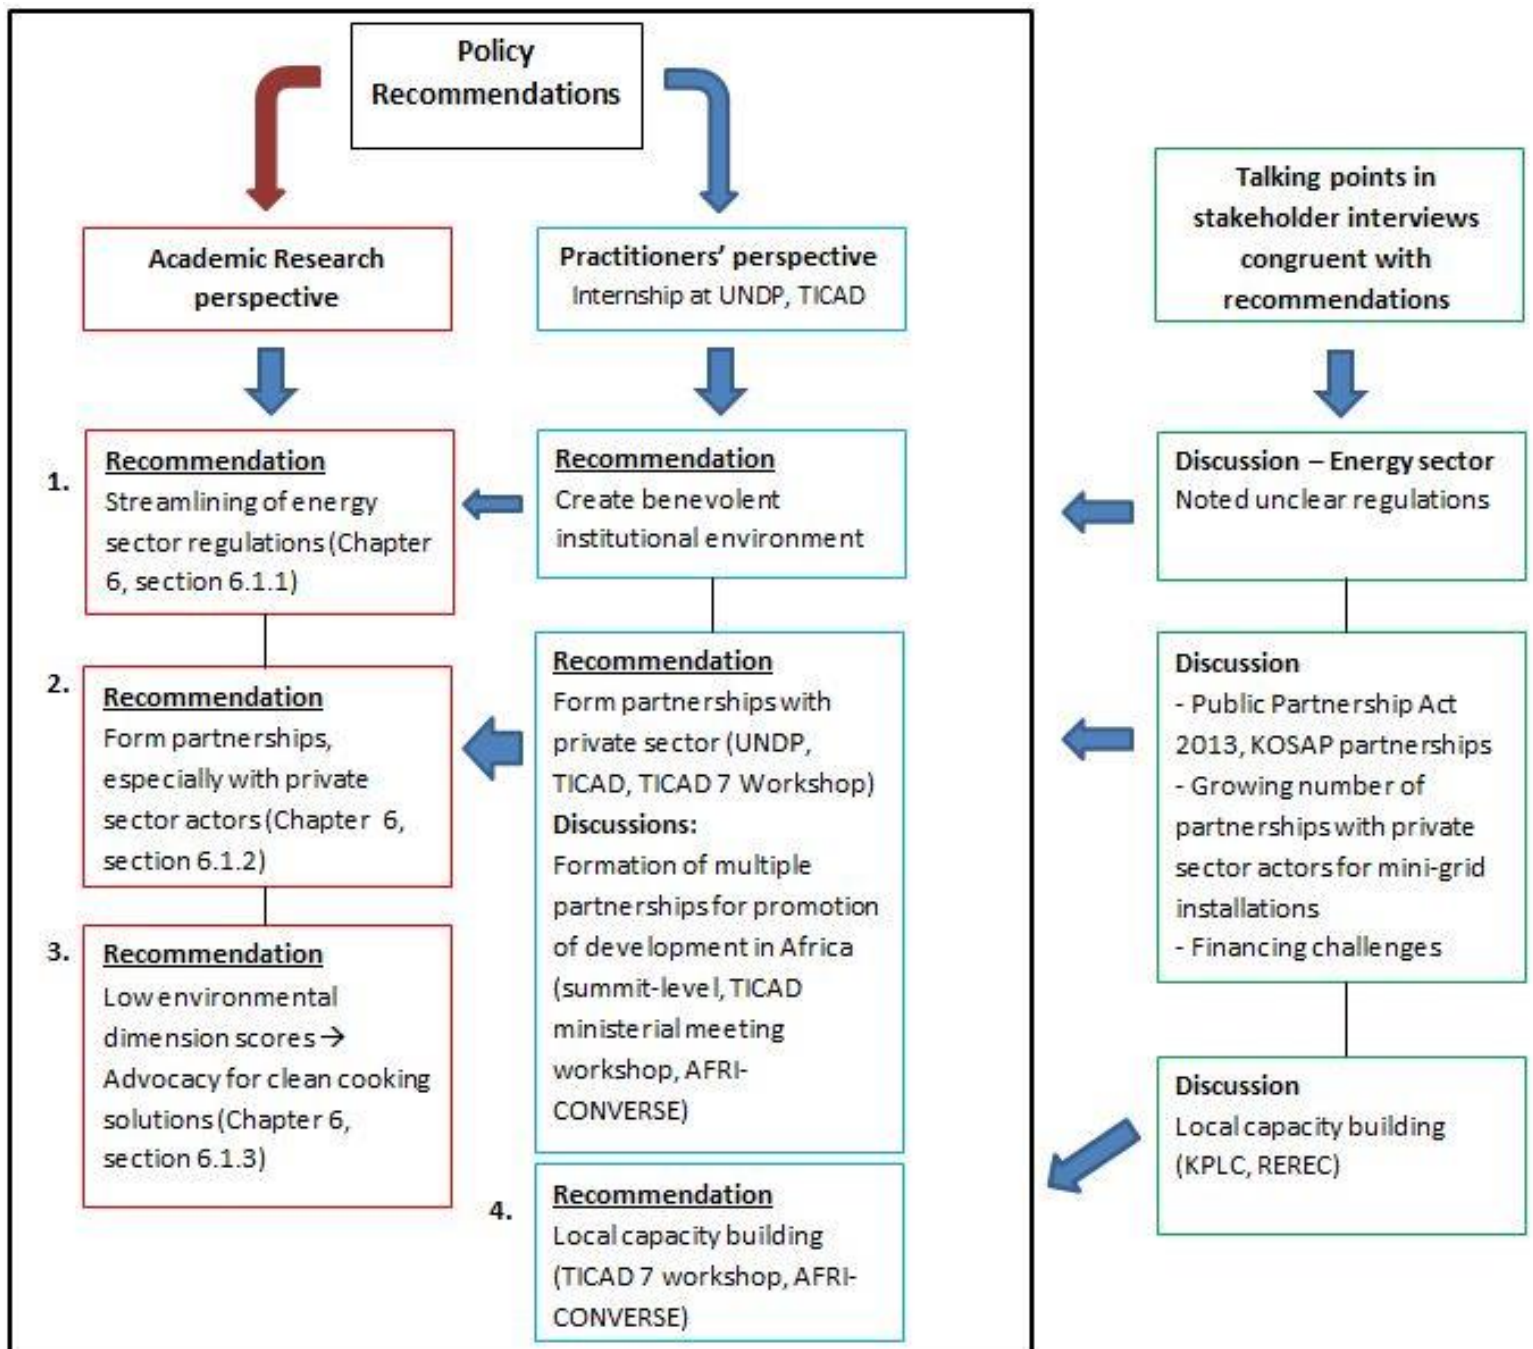 Policy
Recommendations
Academic Research
perspective
Practitioners' perspective
Internship at UNDP, TICAD
Talking points in
stakeholder interviews
congruent with
recommendations
1.
Recommendation
Streamlining of energy
sector regulations (Chapter
6, section 6.1.1)
Recommendation
Create benevolent
institutional environment
Discussion – Energy sector
Noted unclear regulations
2.
Recommendation
Form partnerships,
especially with private
sector actors (Chapter 6,
section 6.1.2)
Recommendation
Form partnerships with
private sector (UNDP,
TICAD, TICAD 7 Workshop)
Discussions:
Formation of multiple
partnerships for promotion
of development in Africa
(summit-level, TICAD
ministerial meeting
workshop, AFRI-
CONVERSE)
Discussion
- Public Partnership Act
2013, KOSAP partnerships
- Growing number of
partnerships with private
sector actors for mini-grid
installations
- Financing challenges
3.
Recommendation
Low environmental
dimension scores →
Advocacy for clean cooking
solutions (Chapter 6,
section 6.1.3)
4.
Recommendation
Local capacity building
(TICAD 7 workshop, AFRI-
CONVERSE)
Discussion
Local capacity building
(KPLC, REREC)